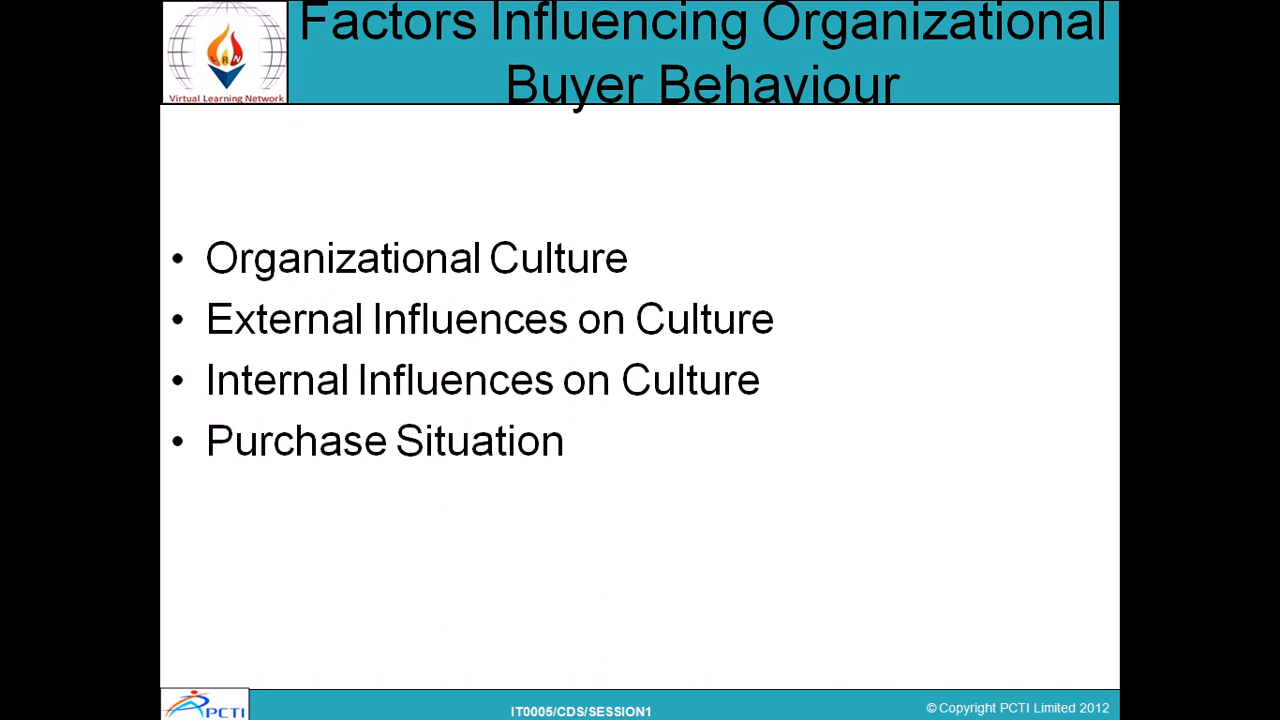 Factors Influencing Organizational
Buyer Behaviour
Virtual Learning Network
• Organizational Culture
• External Influences on Culture
• Internal Influences on Culture
• Purchase Situation
PCTI
IT0005/CDS/SESSION1
© Copyright PCTI Limited 2012